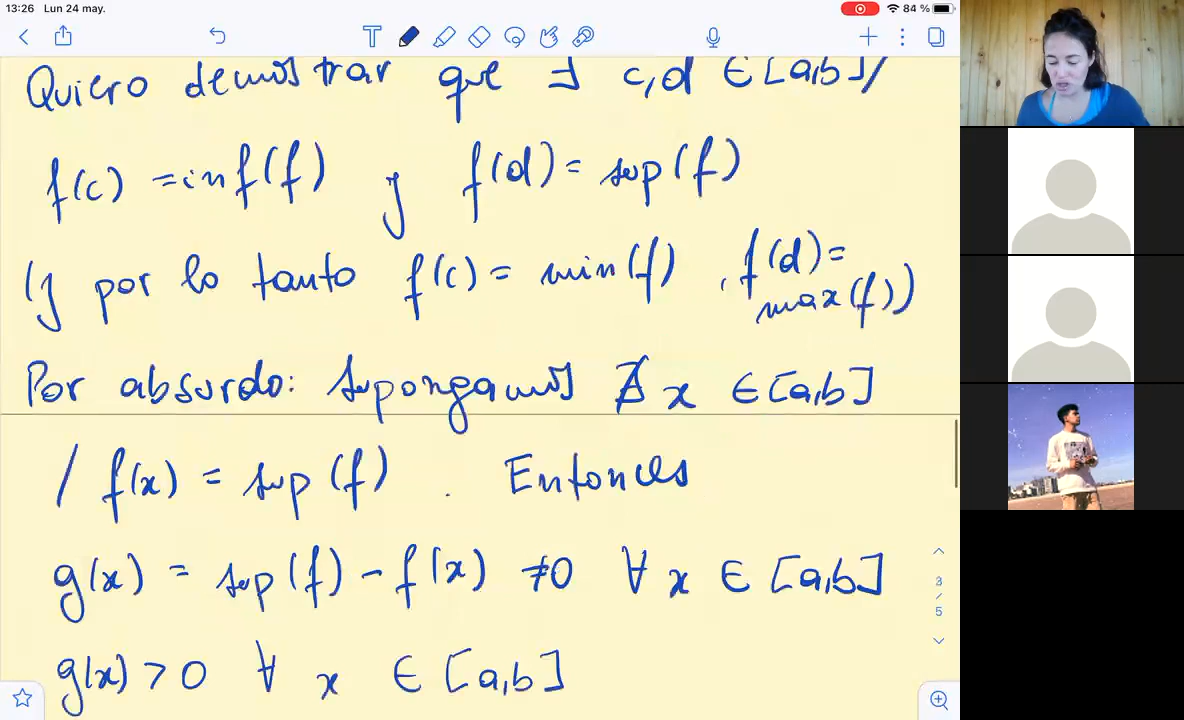 13:26 Lun 24 may. 84 %
Quiero demostrar que ∃ c,d ∈ [a,b] /
f(c) = inf(f) y f(d) = sup(f)
(y por lo tanto f(c) = min(f) , f(d) =
max(f))
Por absurdo: Supongamos ∄ x ∈ [a,b]
/ f(x) = sup(f) . Entonces
g(x) = sup(f) - f(x) ≠ 0 ∀ x ∈ [a,b]
g(x) > 0 ∀ x ∈ [a,b]
3
/
5